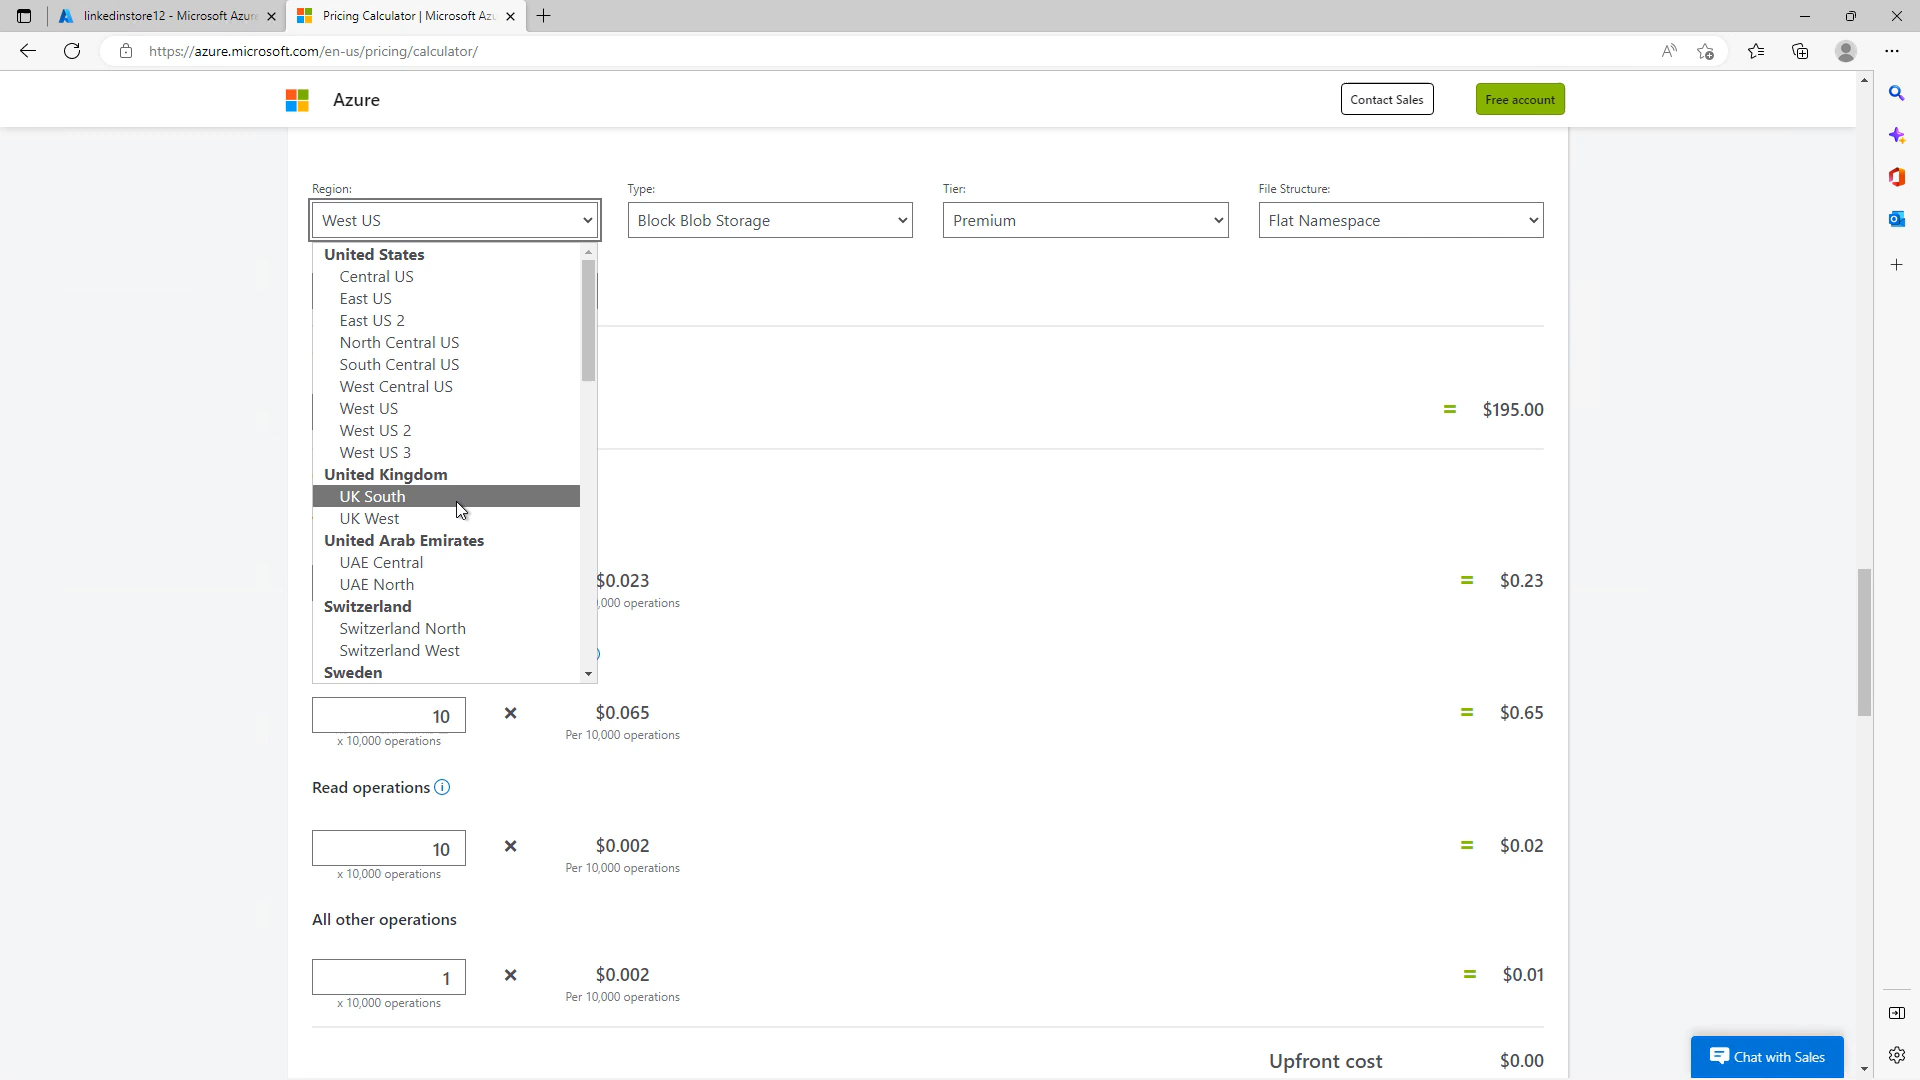 linkedinstore12 - Microsoft Azure
Pricing Calculator | Microsoft Az
https://azure.microsoft.com/en-us/pricing/calculator/
Azure
Contact Sales
Free account
Region:
Type:
Tier:
File Structure:
West US
Block Blob Storage
Premium
Flat Namespace
United States
Central US
East US
East US 2
North Central US
South Central US
West Central US
West US
West US 2
West US 3
United Kingdom
UK South
UK West
United Arab Emirates
UAE Central
UAE North
Switzerland
Switzerland North
Switzerland West
Sweden
= $195.00
$0.023
,000 operations
= $0.23
10
x 10,000 operations
×
$0.065
Per 10,000 operations
= $0.65
Read operations
10
x 10,000 operations
×
$0.002
Per 10,000 operations
= $0.02
All other operations
1
x 10,000 operations
×
$0.002
Per 10,000 operations
= $0.01
Upfront cost
$0.00
Chat with Sales